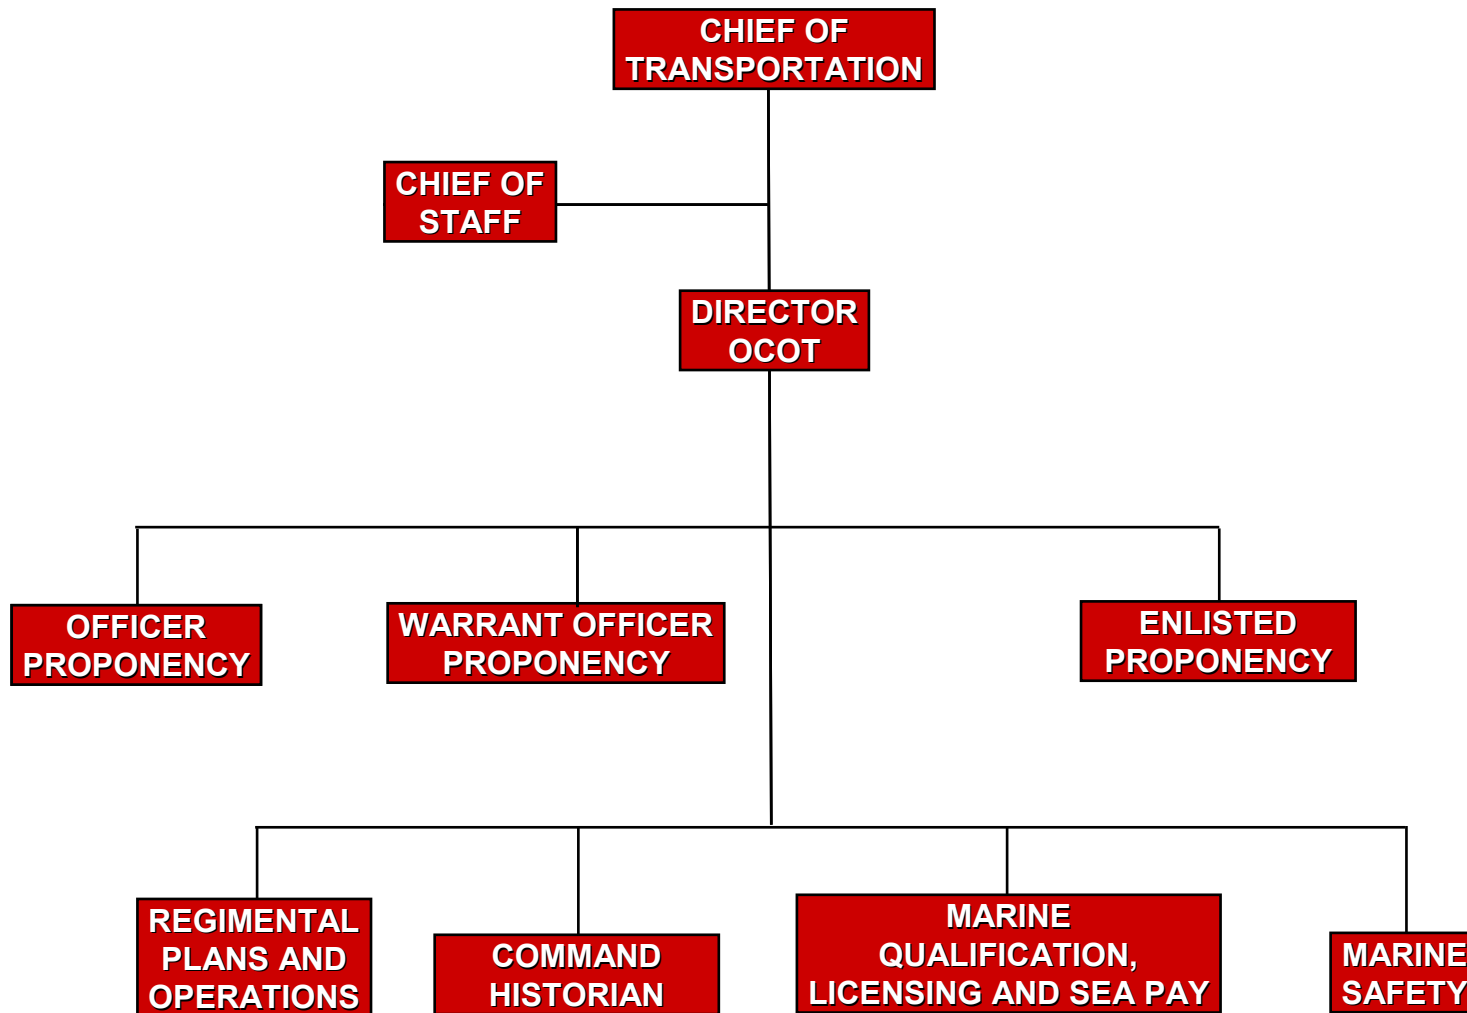 CHIEF OF
TRANSPORTATION
CHIEF OF
STAFF
DIRECTOR
OCOT
OFFICER
PROPONENCY
WARRANT OFFICER
PROPONENCY
ENLISTED
PROPONENCY
REGIMENTAL
PLANS AND
OPERATIONS
COMMAND
HISTORIAN
MARINE
QUALIFICATION,
LICENSING AND SEA PAY
MARINE
SAFETY